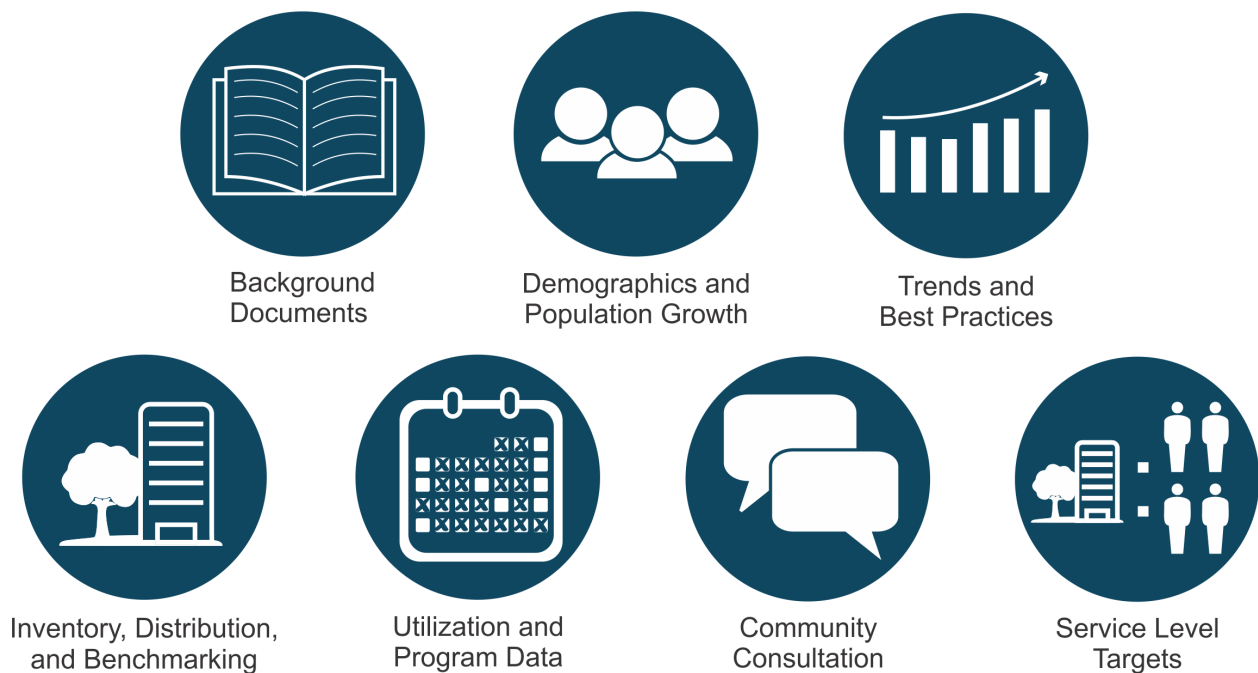 Background
Documents
Demographics and
Population Growth
Trends and
Best Practices
Inventory, Distribution,
and Benchmarking
Utilization and
Program Data
Community
Consultation
Service Level
Targets